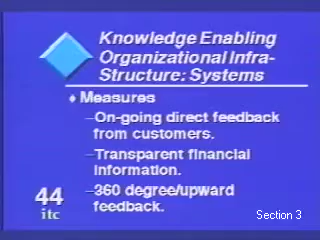 Knowledge Enabling
Organizational Infra-
Structure: Systems
♦ Measures
–On-going direct feedback
from customers.
–Transparent financial
information.
–360 degree/upward
feedback.
44
itc
Section 3